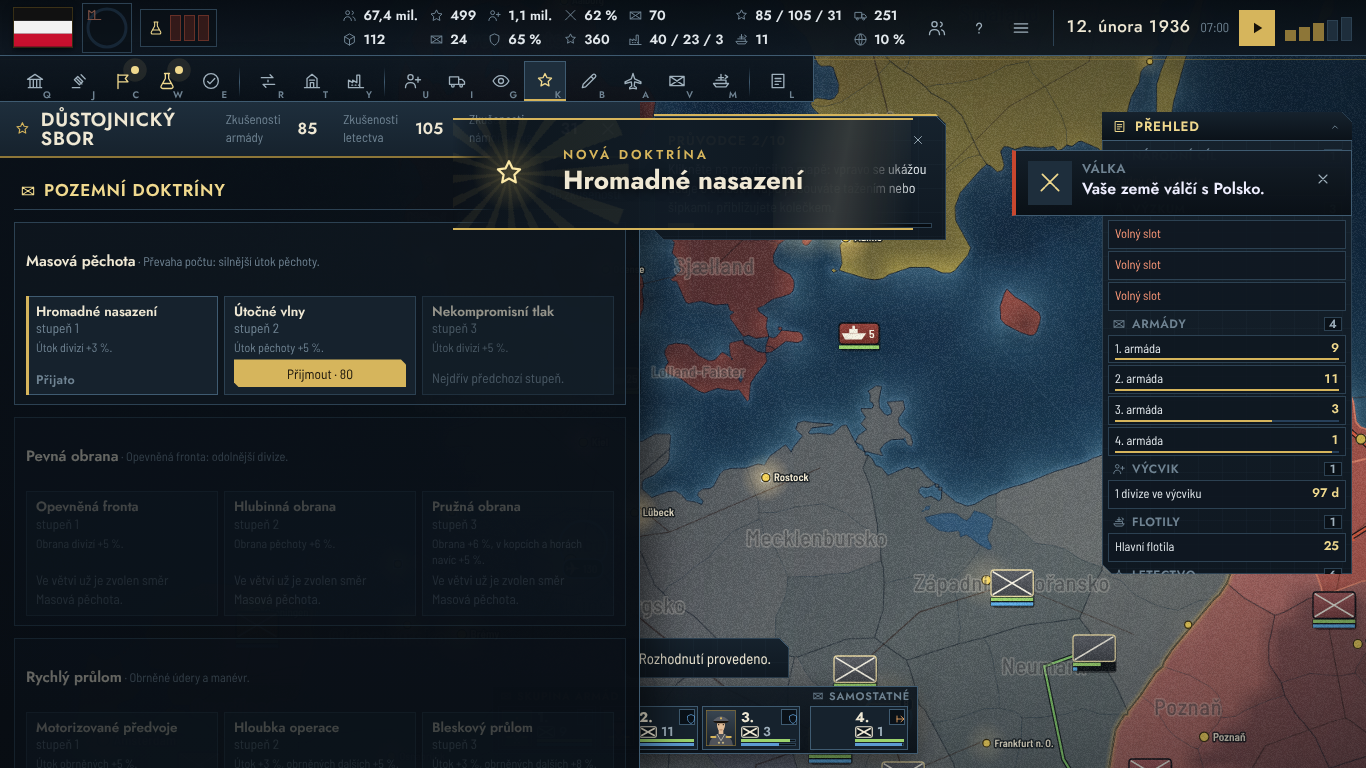 67,4 mil. 499 1,1 mil. 62 % 70 85 / 105 / 31 251
112 24 65 % 360 40 / 23 / 3 11 10 %
12. února 1936 07:00
Q J C W E R T Y U I G K B A V M L
DŮSTOJNICKÝ
SBOR
Zkušenosti
armády
85
Zkušenosti
letectva
105
POZEMNÍ DOKTRÍNY
Masová pěchota · Převaha počtu: silnější útok pěchoty.
Hromadné nasazení
stupeň 1
Útok divizí +3 %.
Přijato
Útočné vlny
stupeň 2
Útok pěchoty +5 %.
Přijmout · 80
Nekompromisní tlak
stupeň 3
Útok divizí +5 %.
Nejdřív předchozí stupeň.
Pevná obrana · Opevněná fronta: odolnější divize.
Opevněná fronta
stupeň 1
Obrana divizí +5 %.
Ve větvi už je zvolen směr
Masová pěchota.
Hlubinná obrana
stupeň 2
Obrana pěchoty +6 %.
Ve větvi už je zvolen směr
Masová pěchota.
Pružná obrana
stupeň 3
Obrana +6 %, v kopcích a horách
navíc +5 %.
Ve větvi už je zvolen směr
Masová pěchota.
Rychlý průlom · Obrněné údery a manévr.
Motorizované předvoje
stupeň 1
Hloubka operace
stupeň 2
Bleskový průlom
stupeň 3
NOVÁ DOKTRÍNA
Hromadné nasazení
se ukážou
nebo
PŘEHLED
VÁLKA
Vaše země válčí s Polsko.
Volný slot
Volný slot
Volný slot
ARMÁDY 4
1. armáda 9
2. armáda 11
3. armáda 3
4. armáda 1
VÝCVIK 1
1 divize ve výcviku 97 d
FLOTILY 1
Hlavní flotila 25
Sjælland
5
Lolland-Falster
Rostock
Lübeck
Mecklenbursko
Neumark
Poznaň
Poznaň
Frankfurt n. O.
Rozhodnutí provedeno.
SAMOSTATNÉ
2. 11
3. 3
4. 1